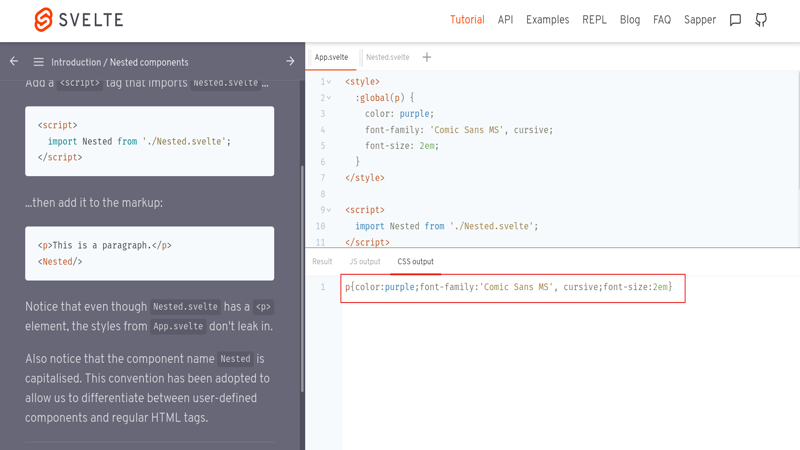 SVELTE
Tutorial API Examples REPL Blog FAQ Sapper
Introduction / Nested components
Add a <script> tag that imports Nested.svelte…
<script>
import Nested from './Nested.svelte';
</script>
…then add it to the markup:
<p>This is a paragraph.</p>
<Nested/>
Notice that even though Nested.svelte has a <p>
element, the styles from App.svelte don't leak in.
Also notice that the component name Nested is
capitalised. This convention has been adopted to
allow us to differentiate between user-defined
components and regular HTML tags.
App.svelte Nested.svelte
1 <style>
2 :global(p) {
3 color: purple;
4 font-family: 'Comic Sans MS', cursive;
5 font-size: 2em;
6 }
7 </style>
8
9 <script>
10 import Nested from './Nested.svelte';
11 </script>
Result JS output CSS output
1 p{color:purple;font-family:'Comic Sans MS', cursive;font-size:2em}